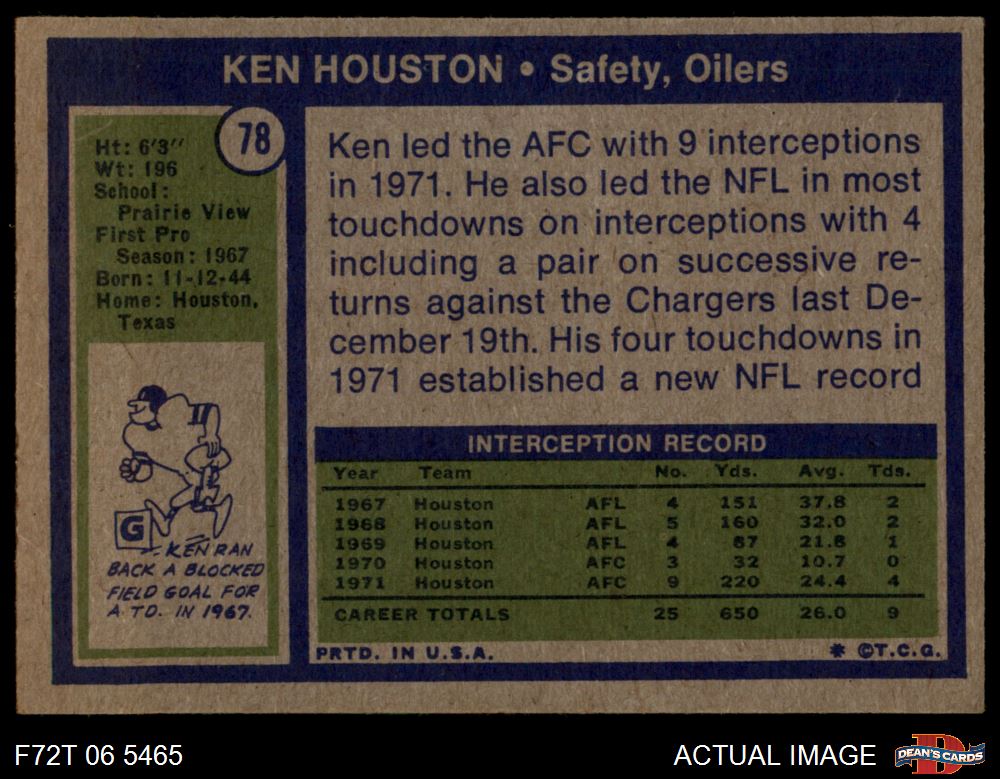 KEN HOUSTON • Safety, Oilers
78
Ht: 6'3''
Wt: 196
School:
Prairie View
First Pro
Season: 1967
Born: 11-12-44
Home: Houston,
Texas
G
KEN RAN
BACK A BLOCKED
FIELD GOAL FOR
A TD. IN 1967.
Ken led the AFC with 9 interceptions
in 1971. He also led the NFL in most
touchdowns on interceptions with 4
including a pair on successive re-
turns against the Chargers last De-
cember 19th. His four touchdowns in
1971 established a new NFL record
INTERCEPTION RECORD
Year Team No. Yds. Avg. Tds.
1967 Houston AFL 4 151 37.8 2
1968 Houston AFL 5 160 32.0 2
1969 Houston AFL 4 87 21.8 1
1970 Houston AFC 3 32 10.7 0
1971 Houston AFC 9 220 24.4 4
CAREER TOTALS 25 650 26.0 9
PRTD. IN U.S.A. * ©T.C.G.
F72T 06 5465 ACTUAL IMAGE D DEAN'S CARDS